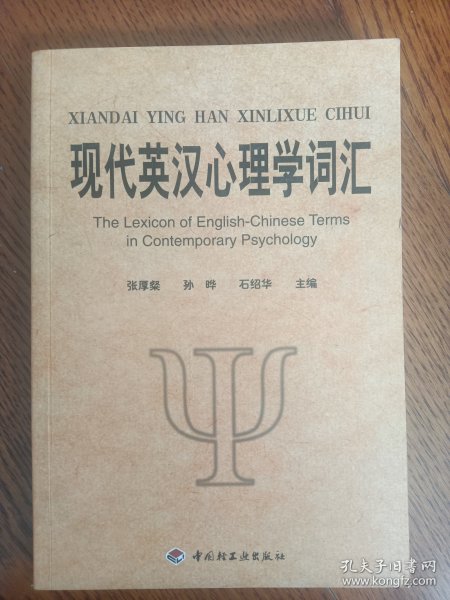 XIANDAI YING HAN XINLIXUE CIHUI
现代英汉心理学词汇
The Lexicon of English-Chinese Terms
in Contemporary Psychology
张厚粲 孙晔 石绍华 主编
Ψ
中国轻工业出版社
孔夫子旧书网
www.kongfz.com